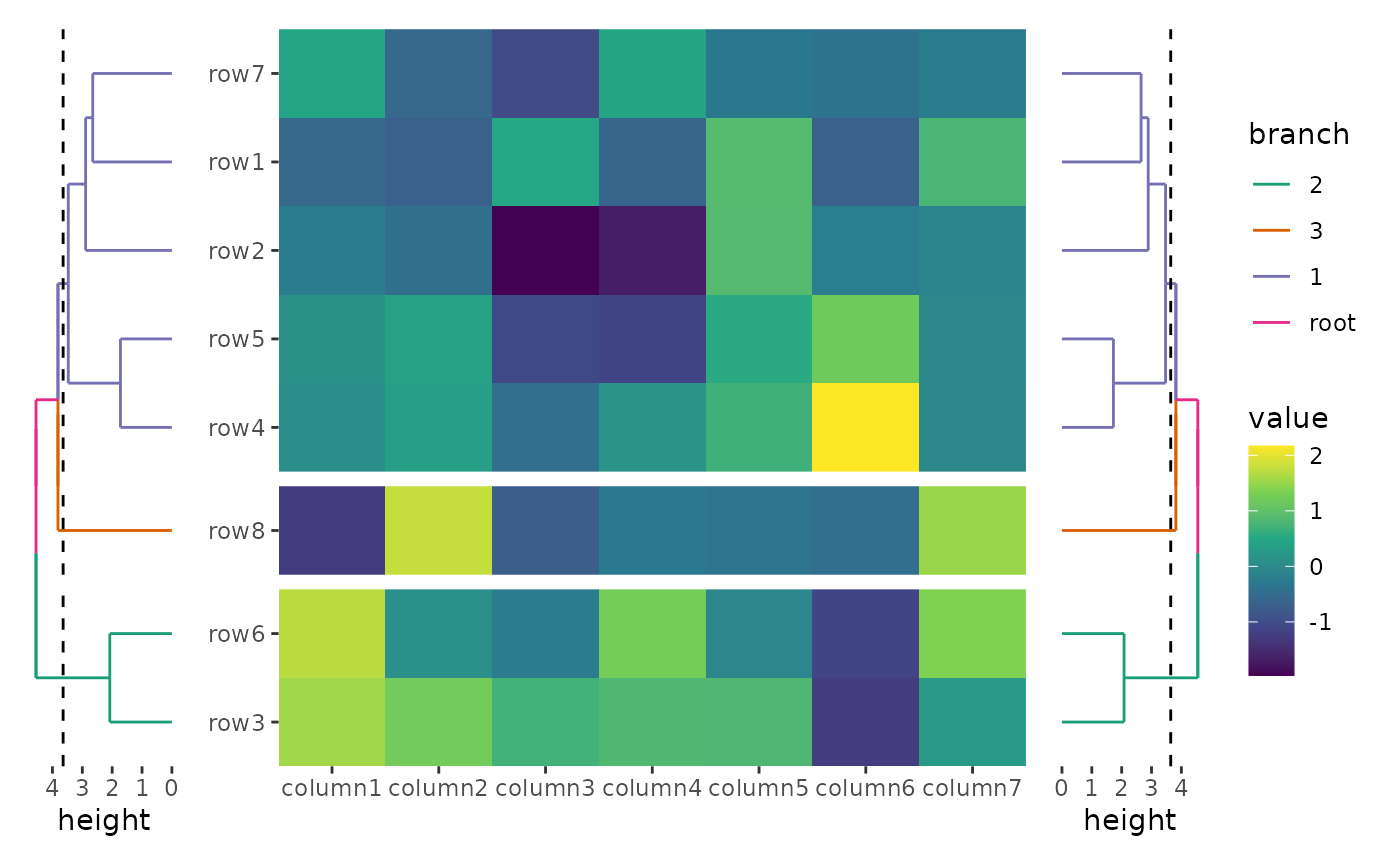 row7
row1
row2
row5
row4
row8
row6
row3
column1 column2 column3 column4 column5 column6 column7
4 3 2 1 0
height
0 1 2 3 4
height
branch
2
3
1
root
value
2
1
0
-1